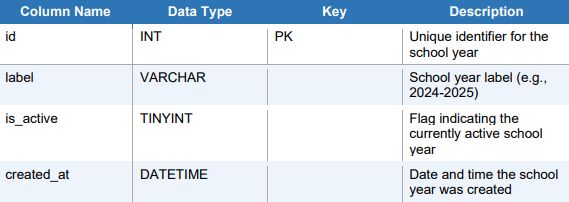 Column Name Data Type Key Description
id INT PK Unique identifier for the
school year
label VARCHAR School year label (e.g.,
2024-2025)
is_active TINYINT Flag indicating the
currently active school
year
created_at DATETIME Date and time the school
year was created